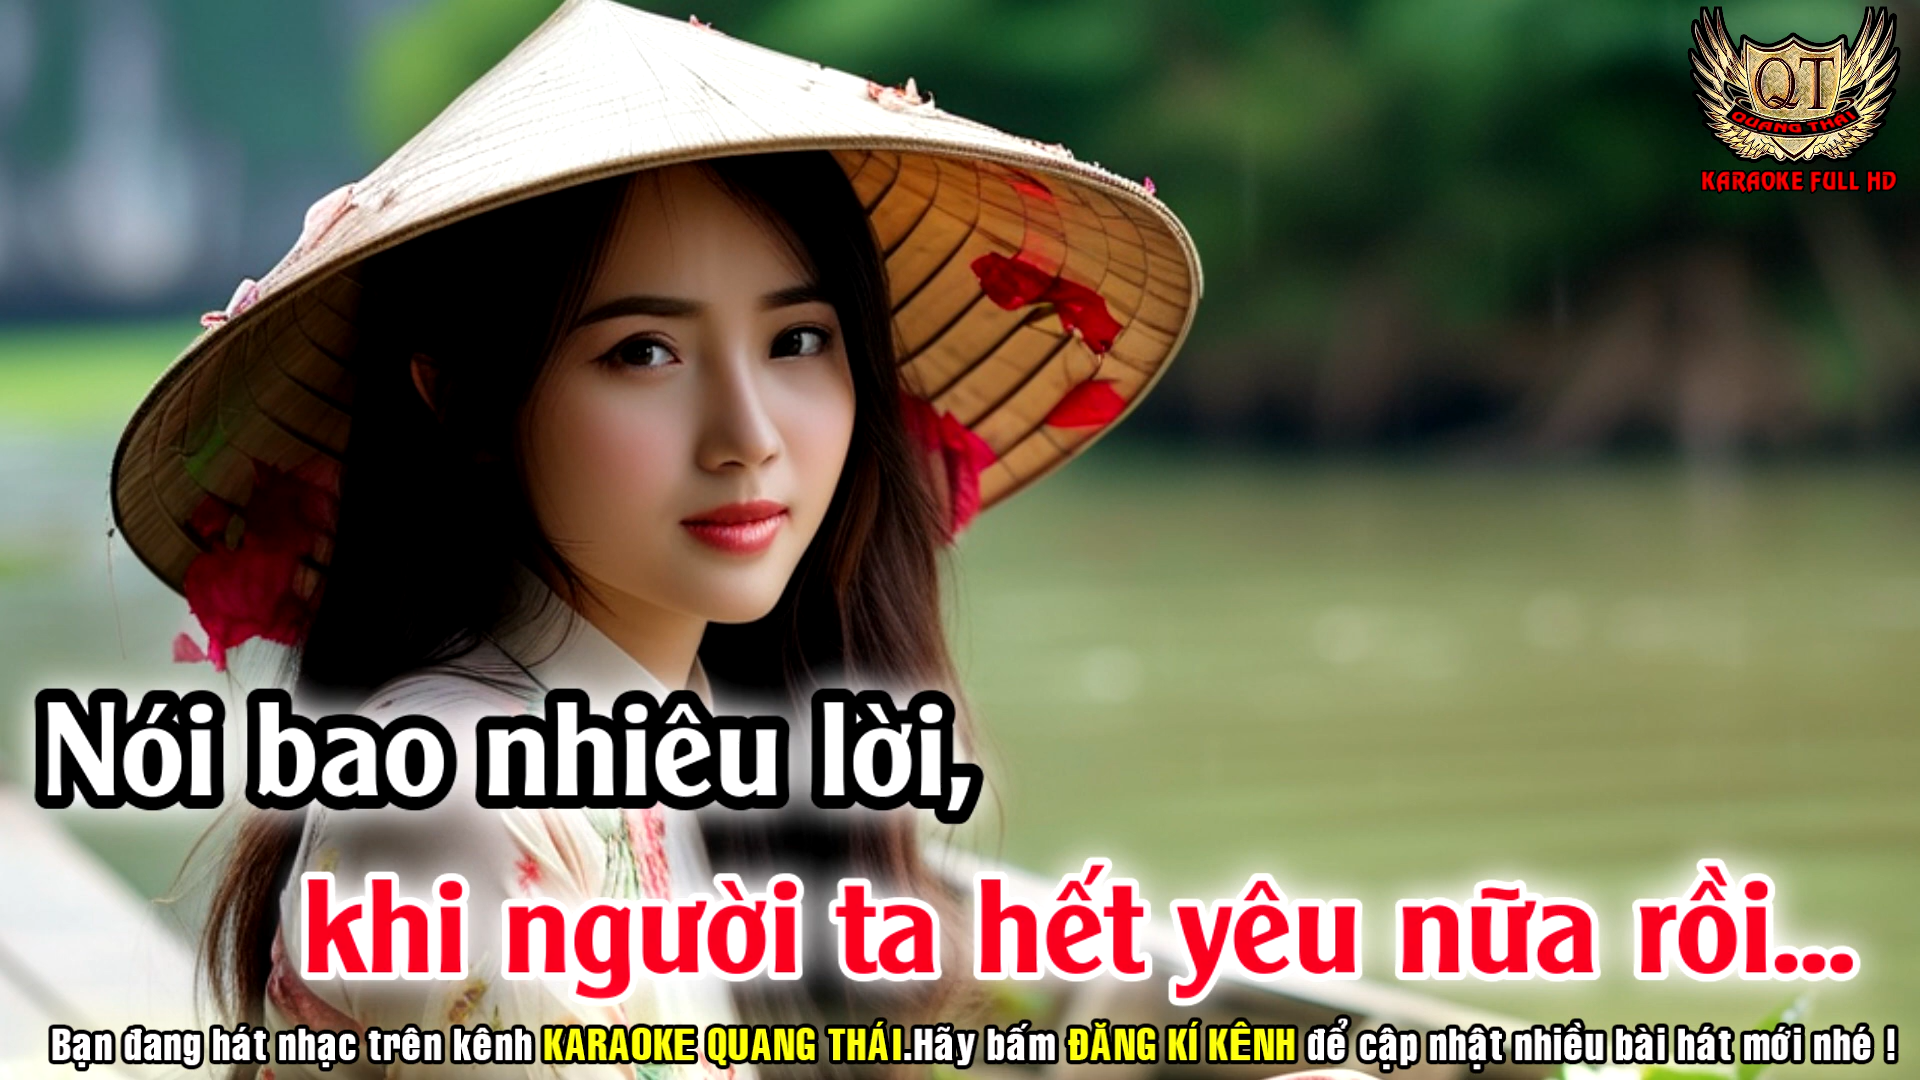 QT
QUANG THÁI
KARAOKE FULL HD
Nói bao nhiêu lời,
khi người ta hết yêu nữa rồi...
Bạn đang hát nhạc trên kênh KARAOKE QUANG THÁI.Hãy bấm ĐĂNG KÍ KÊNH để cập nhật nhiều bài hát mới nhé !